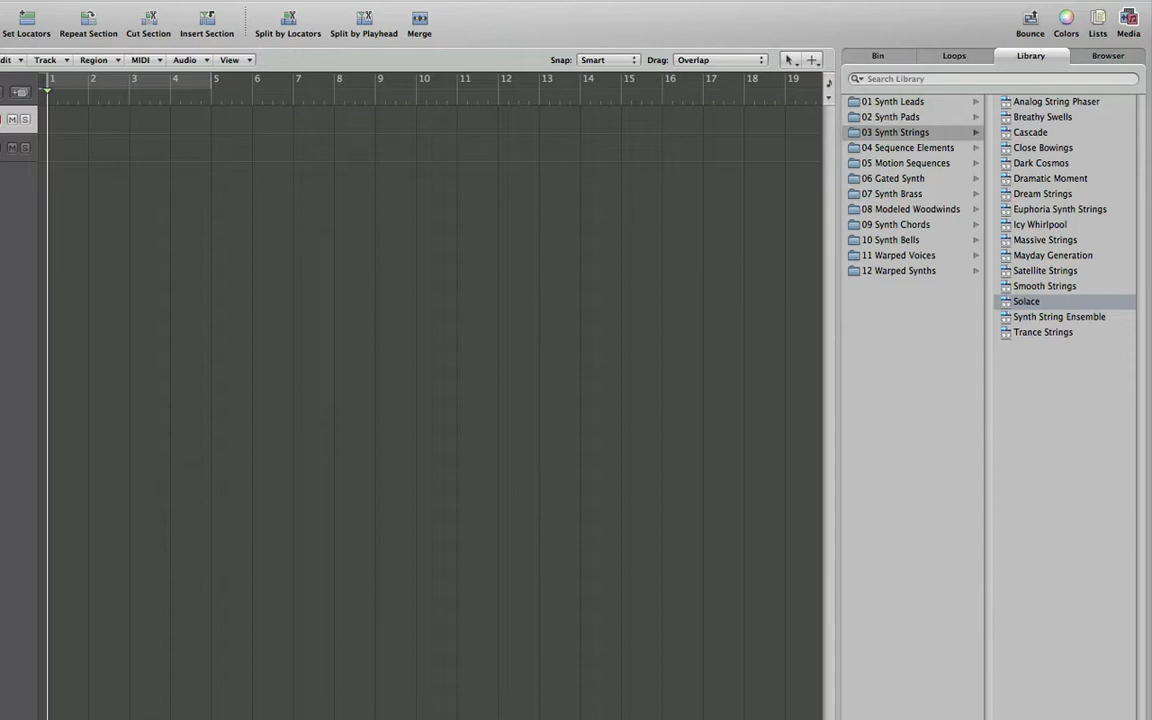 Set Locators Repeat Section Cut Section Insert Section Split by Locators Split by Playhead Merge Bounce Colors Lists Media
dit Track Region MIDI Audio View Snap: Smart Drag: Overlap Bin Loops Library Browser
1 2 3 4 5 6 7 8 9 10 11 12 13 14 15 16 17 18 19
Search Library
M S
M S
01 Synth Leads
02 Synth Pads
03 Synth Strings
04 Sequence Elements
05 Motion Sequences
06 Gated Synth
07 Synth Brass
08 Modeled Woodwinds
09 Synth Chords
10 Synth Bells
11 Warped Voices
12 Warped Synths
Analog String Phaser
Breathy Swells
Cascade
Close Bowings
Dark Cosmos
Dramatic Moment
Dream Strings
Euphoria Synth Strings
Icy Whirlpool
Massive Strings
Mayday Generation
Satellite Strings
Smooth Strings
Solace
Synth String Ensemble
Trance Strings